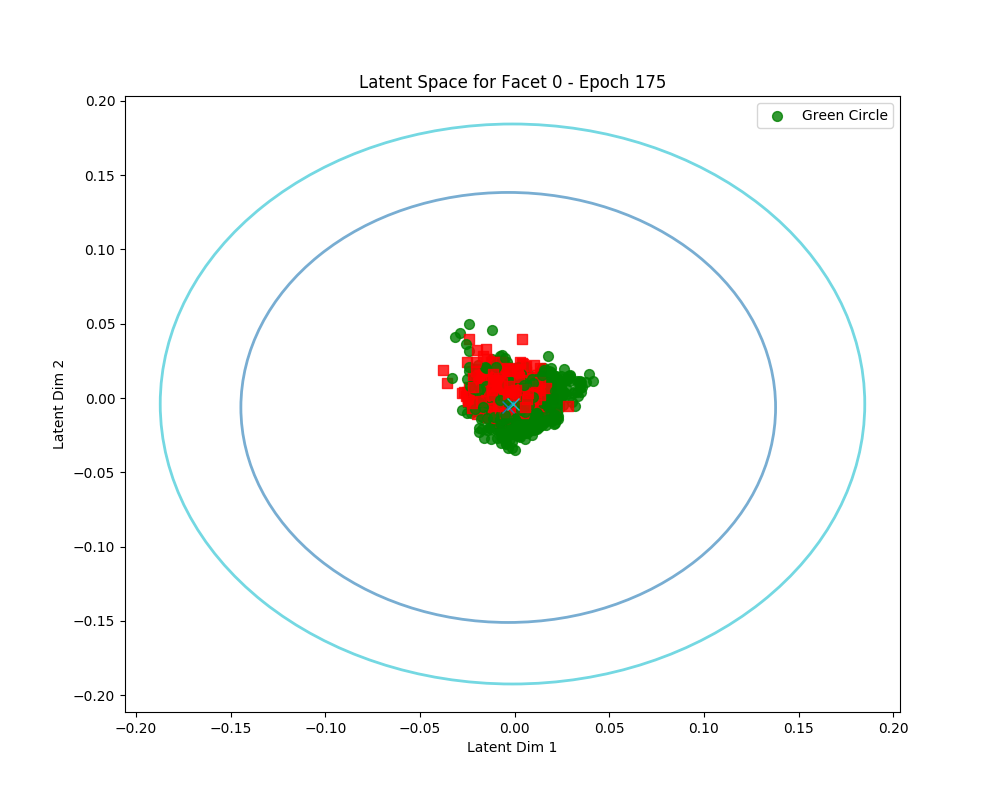 Latent Space for Facet 0 - Epoch 175
Green Circle
0.20
0.15
0.10
0.05
0.00
−0.05
−0.10
−0.15
−0.20
Latent Dim 2
−0.20 −0.15 −0.10 −0.05 0.00 0.05 0.10 0.15 0.20
Latent Dim 1